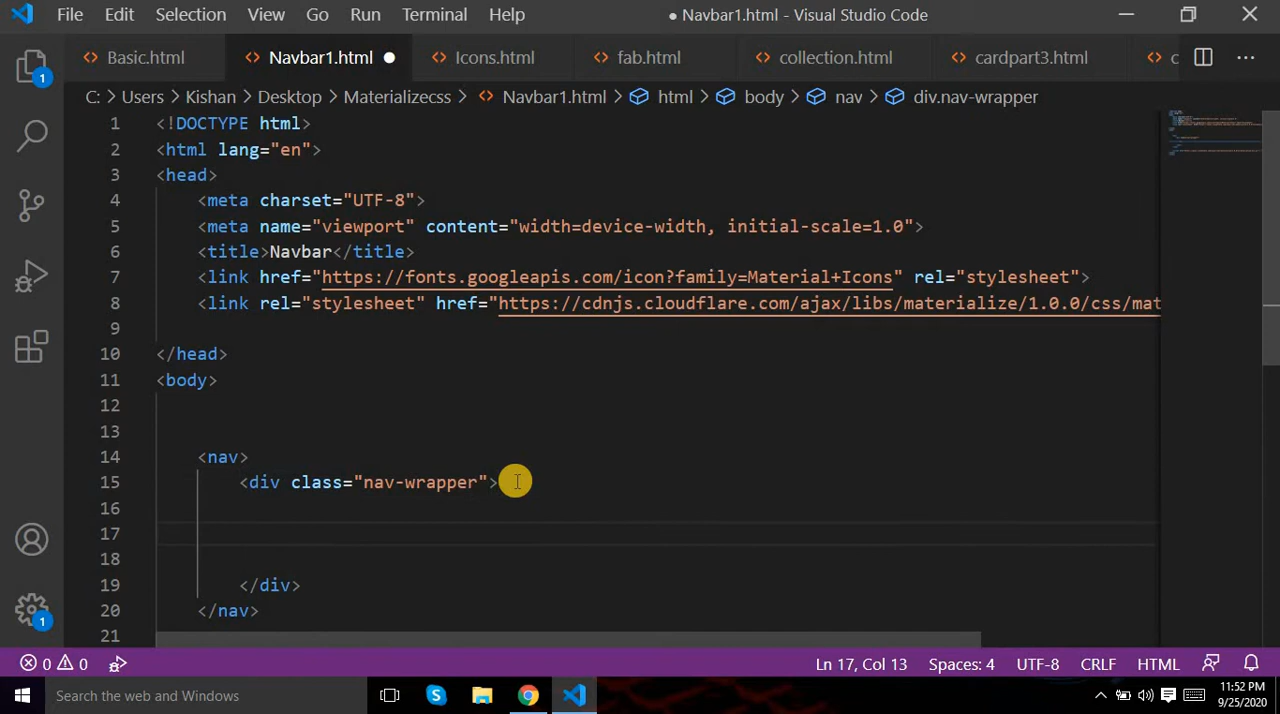 File Edit Selection View Go Run Terminal Help ● Navbar1.html - Visual Studio Code
Basic.html Navbar1.html ● Icons.html fab.html collection.html cardpart3.html c
C: > Users > Kishan > Desktop > Materializecss > Navbar1.html > html > body > nav > div.nav-wrapper
1 <!DOCTYPE html>
2 <html lang="en">
3 <head>
4 <meta charset="UTF-8">
5 <meta name="viewport" content="width=device-width, initial-scale=1.0">
6 <title>Navbar</title>
7 <link href="https://fonts.googleapis.com/icon?family=Material+Icons" rel="stylesheet">
8 <link rel="stylesheet" href="https://cdnjs.cloudflare.com/ajax/libs/materialize/1.0.0/css/mat
9
10 </head>
11 <body>
12
13
14 <nav>
15 <div class="nav-wrapper">
16
17
18
19 </div>
20 </nav>
21
1
1
0 0 Ln 17, Col 13 Spaces: 4 UTF-8 CRLF HTML
Search the web and Windows
11:52 PM
9/25/2020